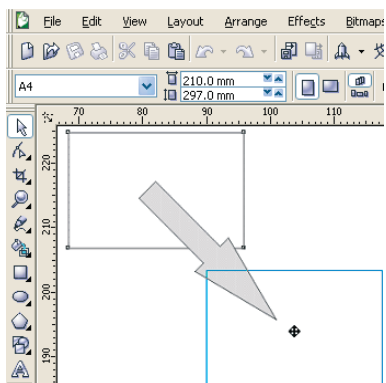 File Edit View Layout Arrange Effects Bitmaps
A4
210.0 mm
297.0 mm
70 80 90 100 110
220
210
200
190
A